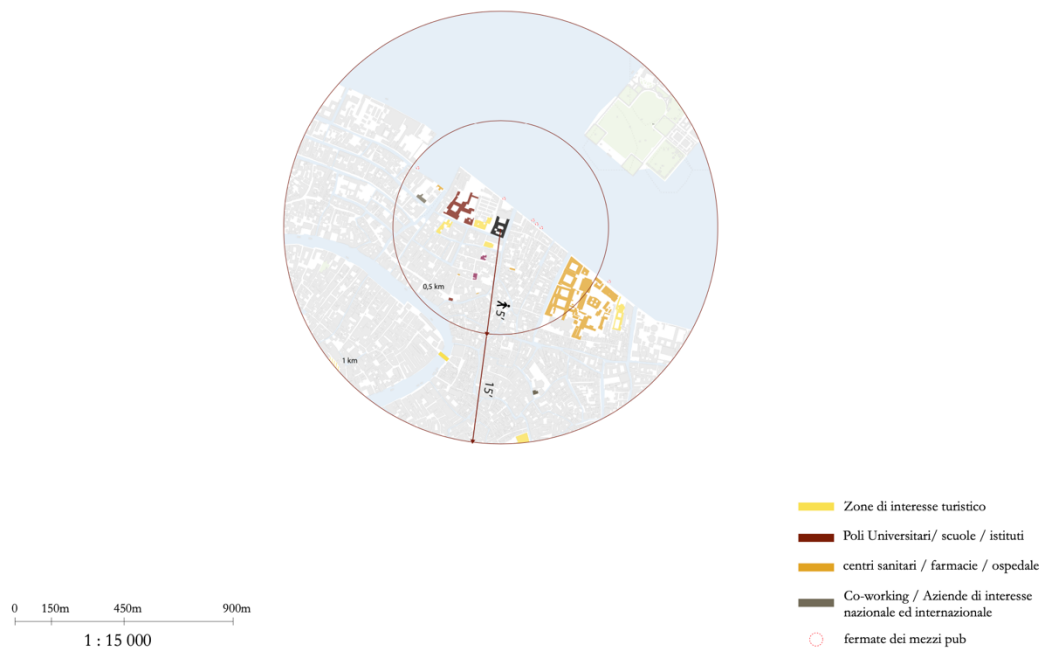 0,5 km
5'
1 km
15'
Zone di interesse turistico
Poli Universitari/ scuole / istituti
centri sanitari / farmacie / ospedale
Co-working / Aziende di interesse
nazionale ed internazionale
fermate dei mezzi pub
0 150m 450m 900m
1 : 15 000